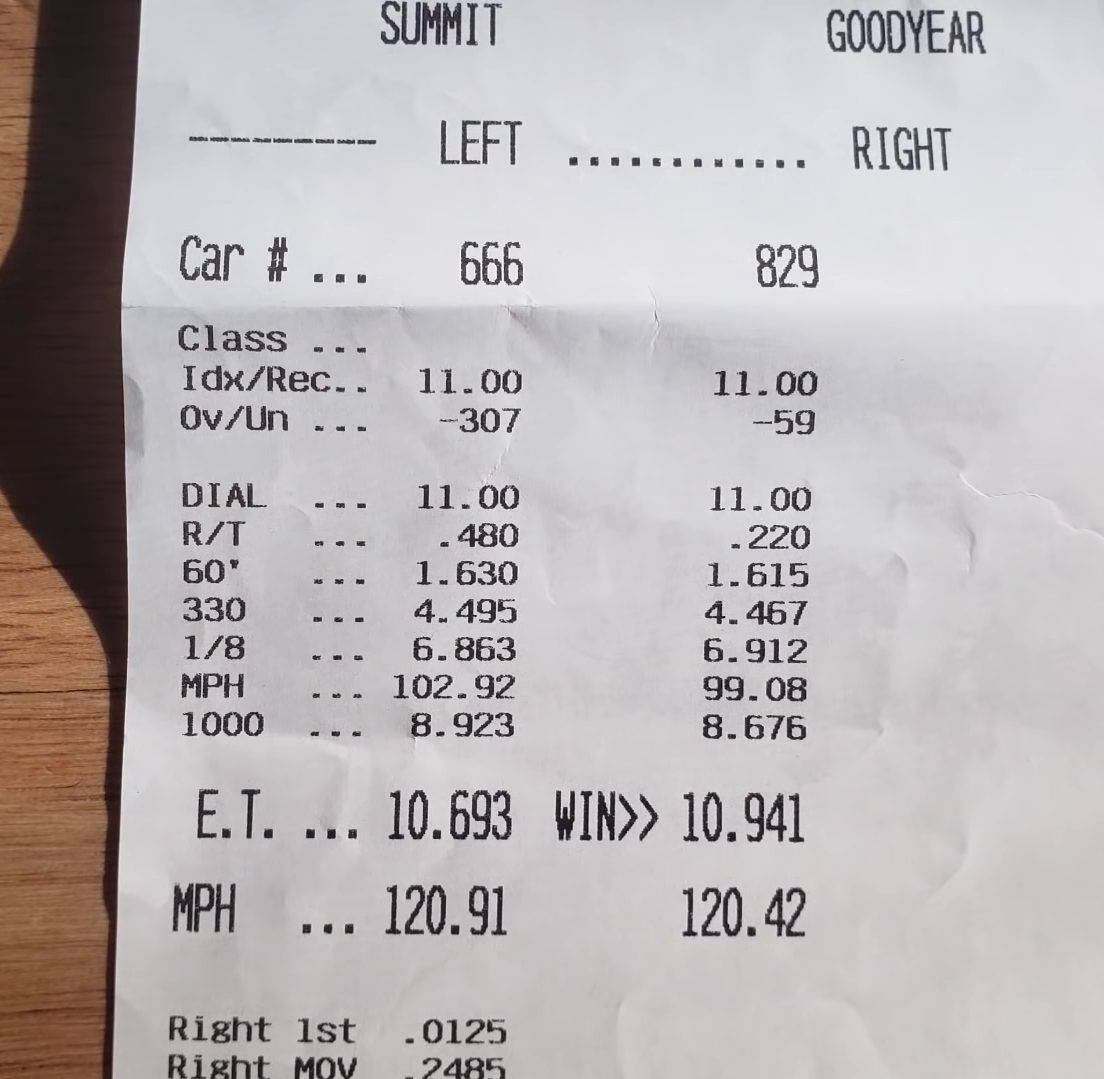 SUMMIT GOODYEAR
--------- LEFT ............ RIGHT
Car # ... 666 829
Class ...
Idx/Rec.. 11.00 11.00
Ov/Un ... -307 -59
DIAL ... 11.00 11.00
R/T ... .480 .220
60' ... 1.630 1.615
330 ... 4.495 4.467
1/8 ... 6.863 6.912
MPH ... 102.92 99.08
1000 ... 8.923 8.676
E.T. ... 10.693 WIN>> 10.941
MPH ... 120.91 120.42
Right 1st .0125
Right MOV .2485